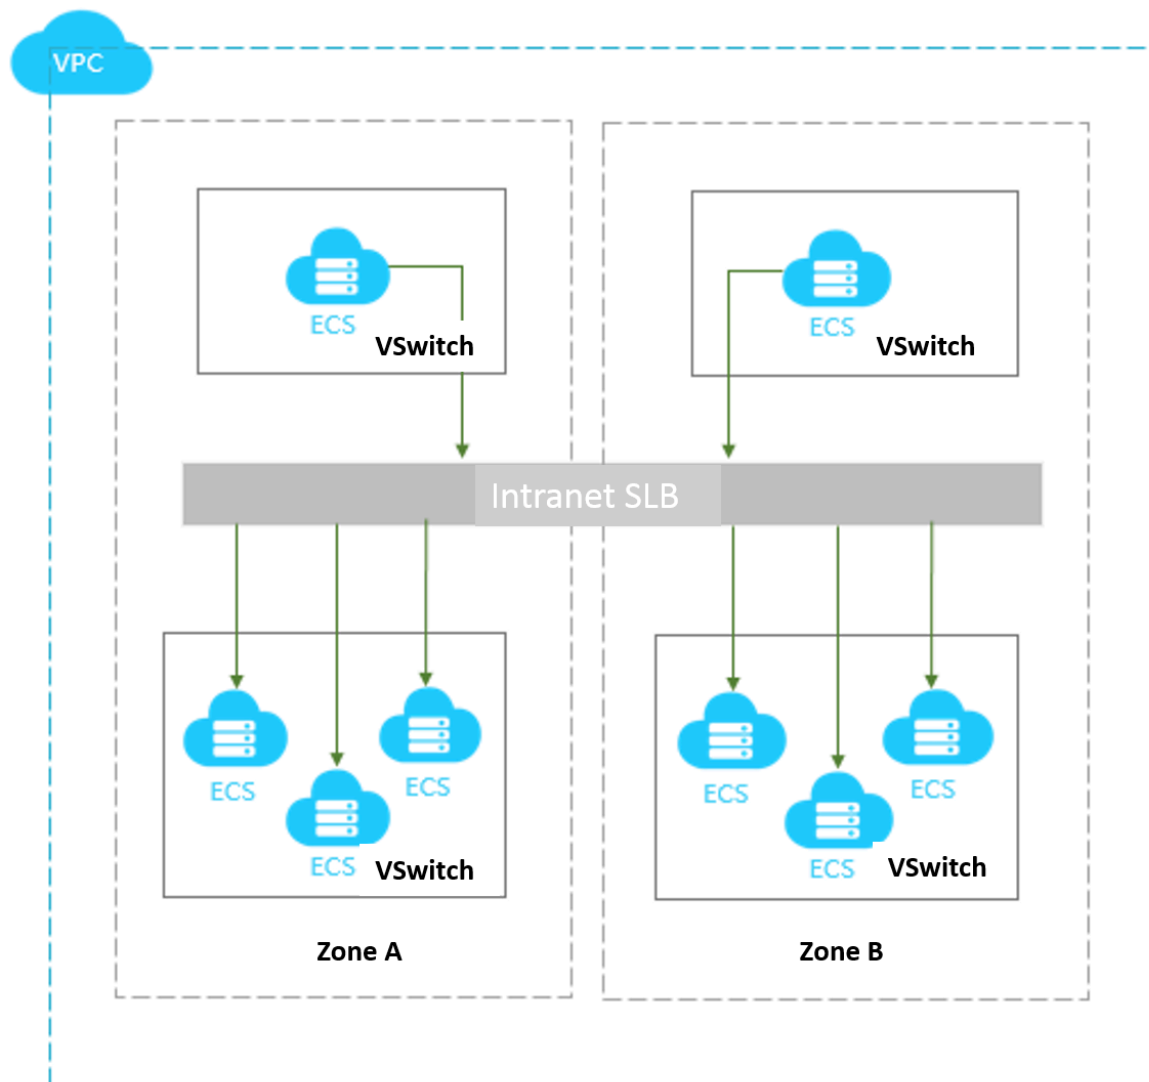 VPC
ECS
VSwitch
ECS
VSwitch
Intranet SLB
ECS
ECS
ECS
VSwitch
ECS
ECS
ECS
VSwitch
Zone A
Zone B